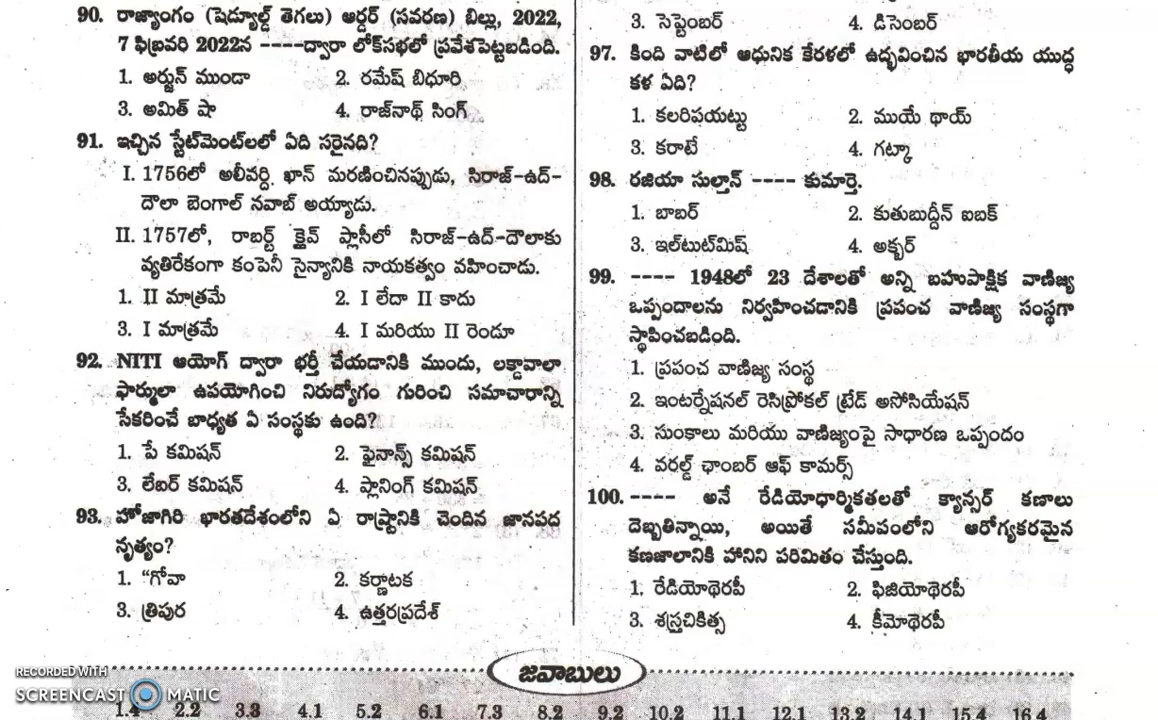 90. రాజ్యాంగం (షెడ్యూల్డ్ తెగలు) ఆర్డర్ (సవరణ) బిల్లు, 2022,
7 ఫిబ్రవరి 2022న ----ద్వారా లోక్‌సభలో ప్రవేశపెట్టబడింది.
1. అర్జున్ ముండా 2. రమేష్ బిధూరి
3. అమిత్ షా 4. రాజ్‌నాథ్ సింగ్
91. ఇచ్చిన స్టేట్‌మెంట్‌లలో ఏది సరైనది?
I. 1756లో అలీవర్ది ఖాన్ మరణించినప్పుడు, సిరాజ్-ఉద్-
దౌలా బెంగాల్ నవాబ్ అయ్యాడు.
II. 1757లో, రాబర్ట్ క్లైవ్ ప్లాసీలో సిరాజ్-ఉద్-దౌలాకు
వ్యతిరేకంగా కంపెనీ సైన్యానికి నాయకత్వం వహించాడు.
1. II మాత్రమే 2. I లేదా II కాదు
3. I మాత్రమే 4. I మరియు II రెండూ
92. NITI ఆయోగ్ ద్వారా భర్తీ చేయడానికి ముందు, లక్డావాలా
ఫార్ములా ఉపయోగించి నిరుద్యోగం గురించి సమాచారాన్ని
సేకరించే బాధ్యత ఏ సంస్థకు ఉంది?
1. పే కమిషన్ 2. ఫైనాన్స్ కమిషన్
3. లేబర్ కమిషన్ 4. ప్లానింగ్ కమిషన్
93. హోజాగిరి భారతదేశంలోని ఏ రాష్ట్రానికి చెందిన జానపద
నృత్యం?
1. “గోవా 2. కర్ణాటక
3. త్రిపుర 4. ఉత్తరప్రదేశ్
3. సెప్టెంబర్ 4. డిసెంబర్
97. కింది వాటిలో ఆధునిక కేరళలో ఉద్భవించిన భారతీయ యుద్ధ
కళ ఏది?
1. కలరిపయట్టు 2. ముయే థాయ్
3. కరాటే 4. గట్కా
98. రజియా సుల్తాన్ ---- కుమార్తె.
1. బాబర్ 2. కుతుబుద్దీన్ ఐబక్
3. ఇల్‌టుట్‌మిష్ 4. అక్బర్
99. ---- 1948లో 23 దేశాలతో అన్ని బహుపాక్షిక వాణిజ్య
ఒప్పందాలను నిర్వహించడానికి ప్రపంచ వాణిజ్య సంస్థగా
స్థాపించబడింది.
1. ప్రపంచ వాణిజ్య సంస్థ
2. ఇంటర్నేషనల్ రెసిప్రోకల్ ట్రేడ్ అసోసియేషన్
3. సుంకాలు మరియు వాణిజ్యంపై సాధారణ ఒప్పందం
4. వరల్డ్ ఛాంబర్ ఆఫ్ కామర్స్
100. ---- అనే రేడియోధార్మికతలతో క్యాన్సర్ కణాలు
దెబ్బతిన్నాయి, అయితే సమీపంలోని ఆరోగ్యకరమైన
కణజాలానికి హానిని పరిమితం చేస్తుంది.
1. రేడియోథెరపీ 2. ఫిజియోథెరపీ
3. శస్త్రచికిత్స 4. కీమోథెరపీ
జవాబులు
RECORDED WITH
SCREENCAST MATIC
1.4 2.2 3.3 4.1 5.2 6.1 7.3 8.2 9.2 10.2 11.1 12.1 13.2 14.1 15.4 16.4